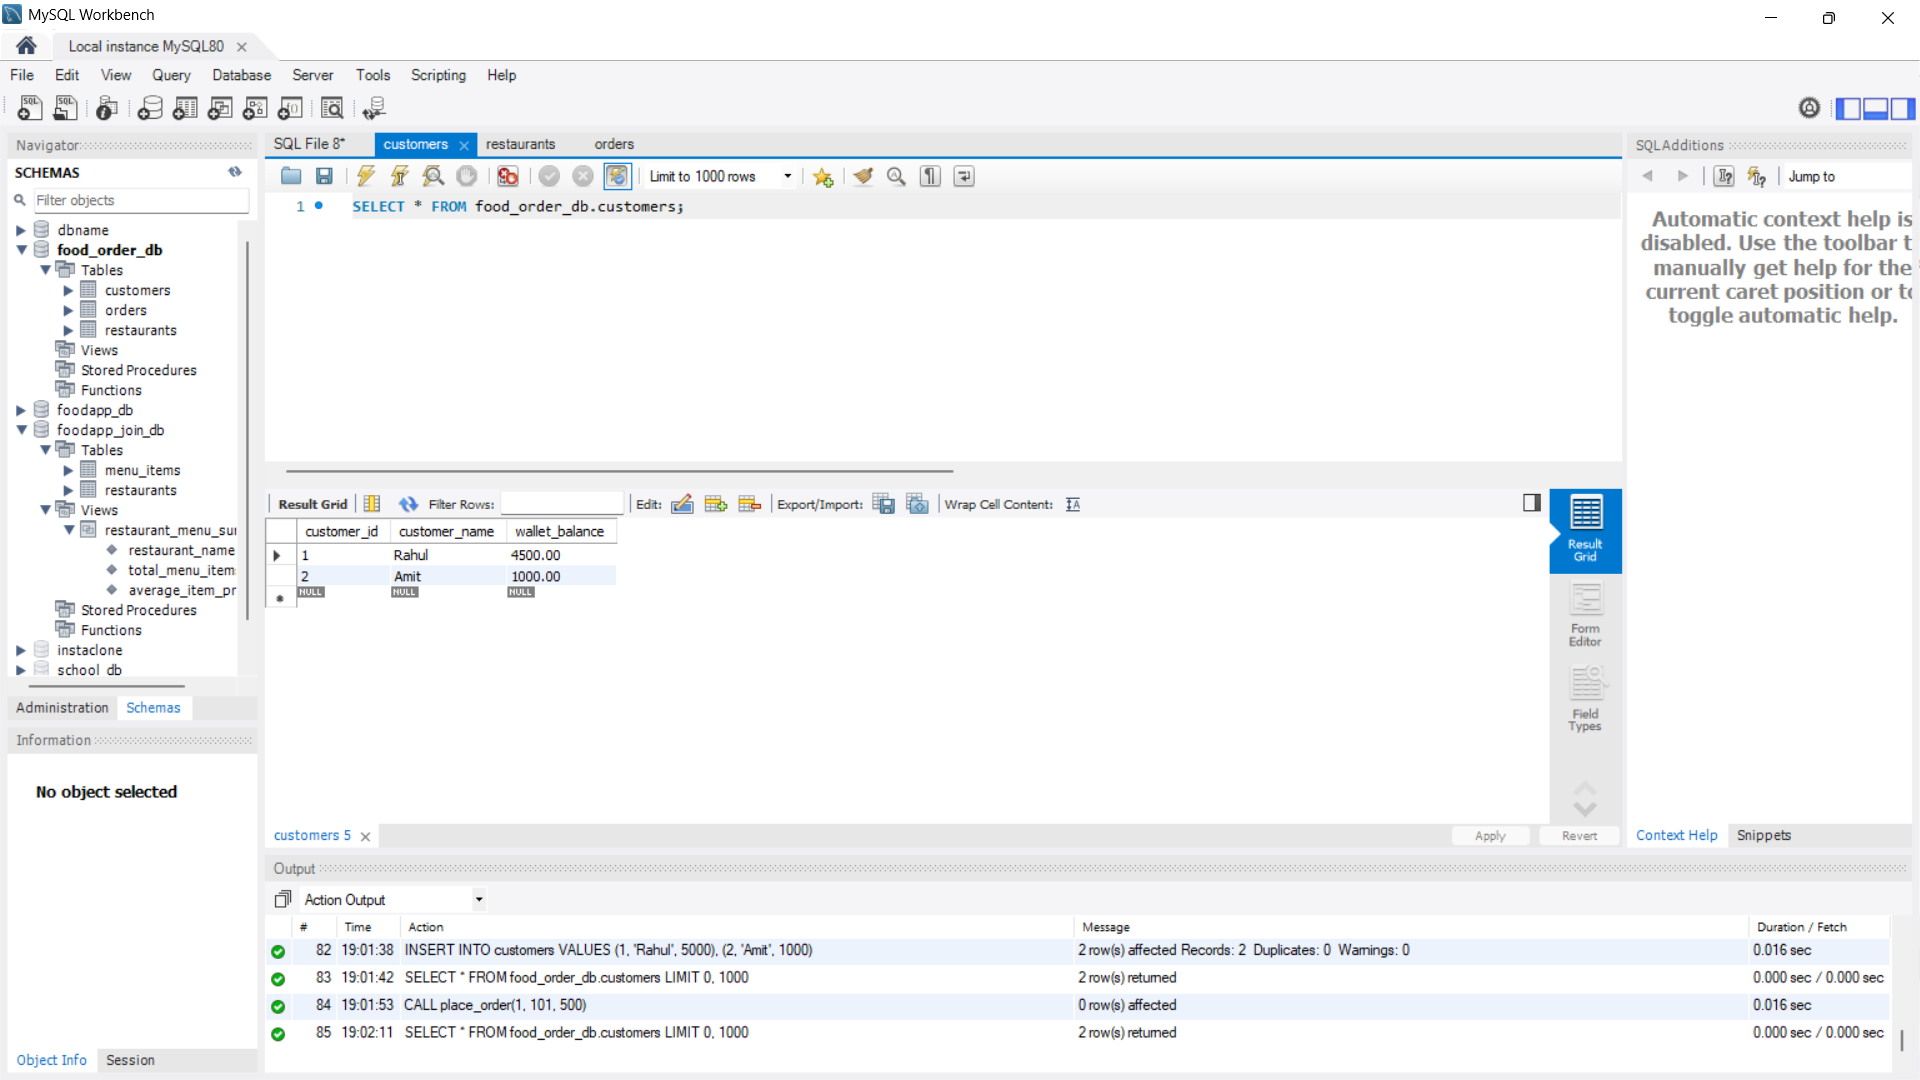 MySQL Workbench
Local instance MySQL80
File Edit View Query Database Server Tools Scripting Help
Navigator
SCHEMAS
Filter objects
dbname
food_order_db
Tables
customers
orders
restaurants
Views
Stored Procedures
Functions
foodapp_db
foodapp_join_db
Tables
menu_items
restaurants
Views
restaurant_menu_sur
restaurant_name
total_menu_item
average_item_pr
Stored Procedures
Functions
instaclone
school_db
Administration Schemas
Information
No object selected
Object Info Session
SQL File 8* customers restaurants orders
Limit to 1000 rows
1 SELECT * FROM food_order_db.customers;
Result Grid Filter Rows: Edit: Export/Import: Wrap Cell Content:
customer_id customer_name wallet_balance
1 Rahul 4500.00
2 Amit 1000.00
NULL NULL NULL
Result
Grid
Form
Editor
Field
Types
customers 5 Apply Revert
SQLAdditions
Jump to
Automatic context help is
disabled. Use the toolbar t
manually get help for the
current caret position or to
toggle automatic help.
Context Help Snippets
Output
Action Output
# Time Action Message Duration / Fetch
82 19:01:38 INSERT INTO customers VALUES (1, 'Rahul', 5000), (2, 'Amit', 1000) 2 row(s) affected Records: 2 Duplicates: 0 Warnings: 0 0.016 sec
83 19:01:42 SELECT * FROM food_order_db.customers LIMIT 0, 1000 2 row(s) returned 0.000 sec / 0.000 sec
84 19:01:53 CALL place_order(1, 101, 500) 0 row(s) affected 0.016 sec
85 19:02:11 SELECT * FROM food_order_db.customers LIMIT 0, 1000 2 row(s) returned 0.000 sec / 0.000 sec